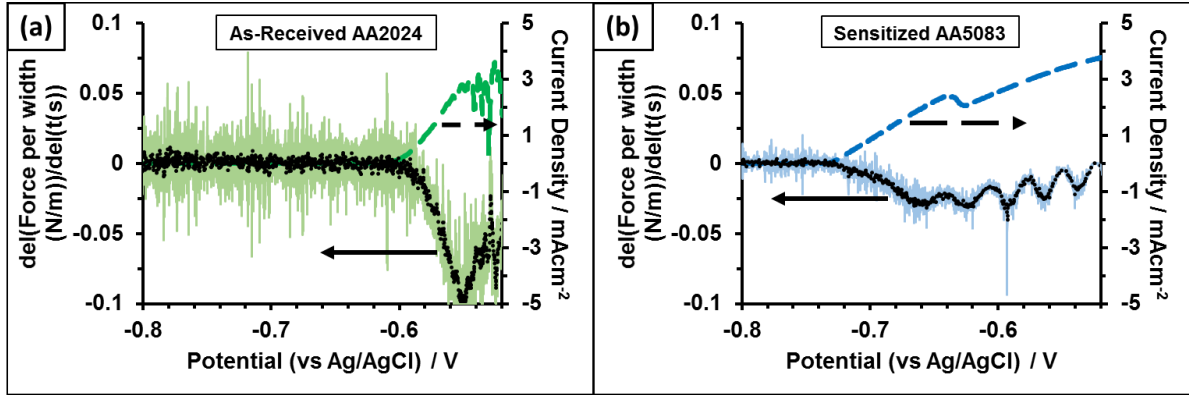 (a)
As-Received AA2024
del(Force per width
(N/m))/del(t(s)
0.1
0.05
0
-0.05
-0.1
5
3
1
-1
-3
-5
Current Density / mAcm-2
-0.8
-0.7
-0.6
Potential (vs Ag/AgCl) / V
(b)
Sensitized AA5083
del(Force per width
(N/m))/del(t(s)
0.1
0.05
0
-0.05
-0.1
5
3
1
-1
-3
-5
Current Density / mAcm-2
-0.8
-0.7
-0.6
Potential (vs Ag/AgCl) / V